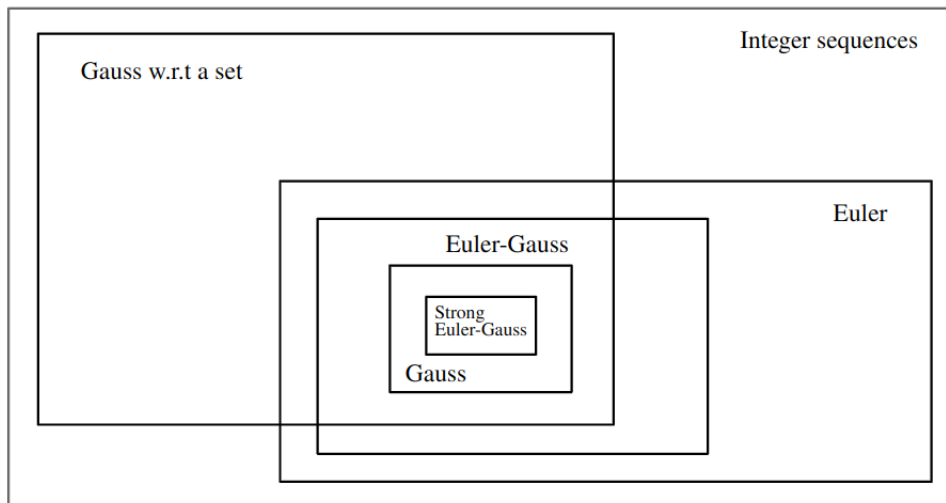 Integer sequences
Gauss w.r.t a set
Euler
Euler-Gauss
Strong
Euler-Gauss
Gauss